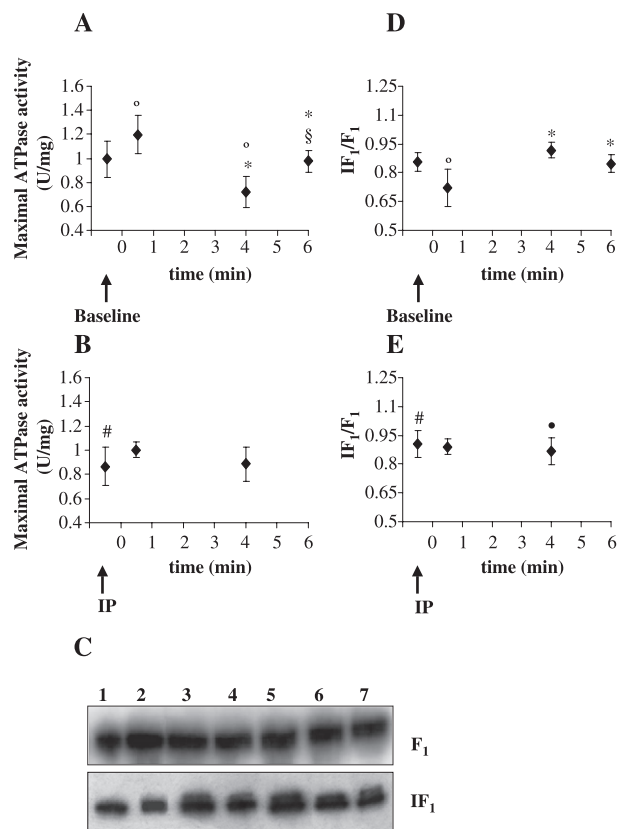 A
Maximal ATPase activity
(U/mg)
1.6
1.4
1.2
1
0.8
0.6
0.4
o
o
*
*
§
§
0 1 2 3 4 5 6
time (min)
Baseline
D
IF1/F1
1.25
1.1
0.95
0.8
0.65
0.5
o
*
*
0 1 2 3 4 5 6
time (min)
Baseline
B
Maximal ATPase activity
(U/mg)
1.6
1.4
1.2
1
0.8
0.6
0.4
#
0 1 2 3 4 5 6
time (min)
IP
E
IF1/F1
1.25
1.1
0.95
0.8
0.65
0.5
#
•
0 1 2 3 4 5 6
time (min)
IP
C
1 2 3 4 5 6 7
F1
IF1